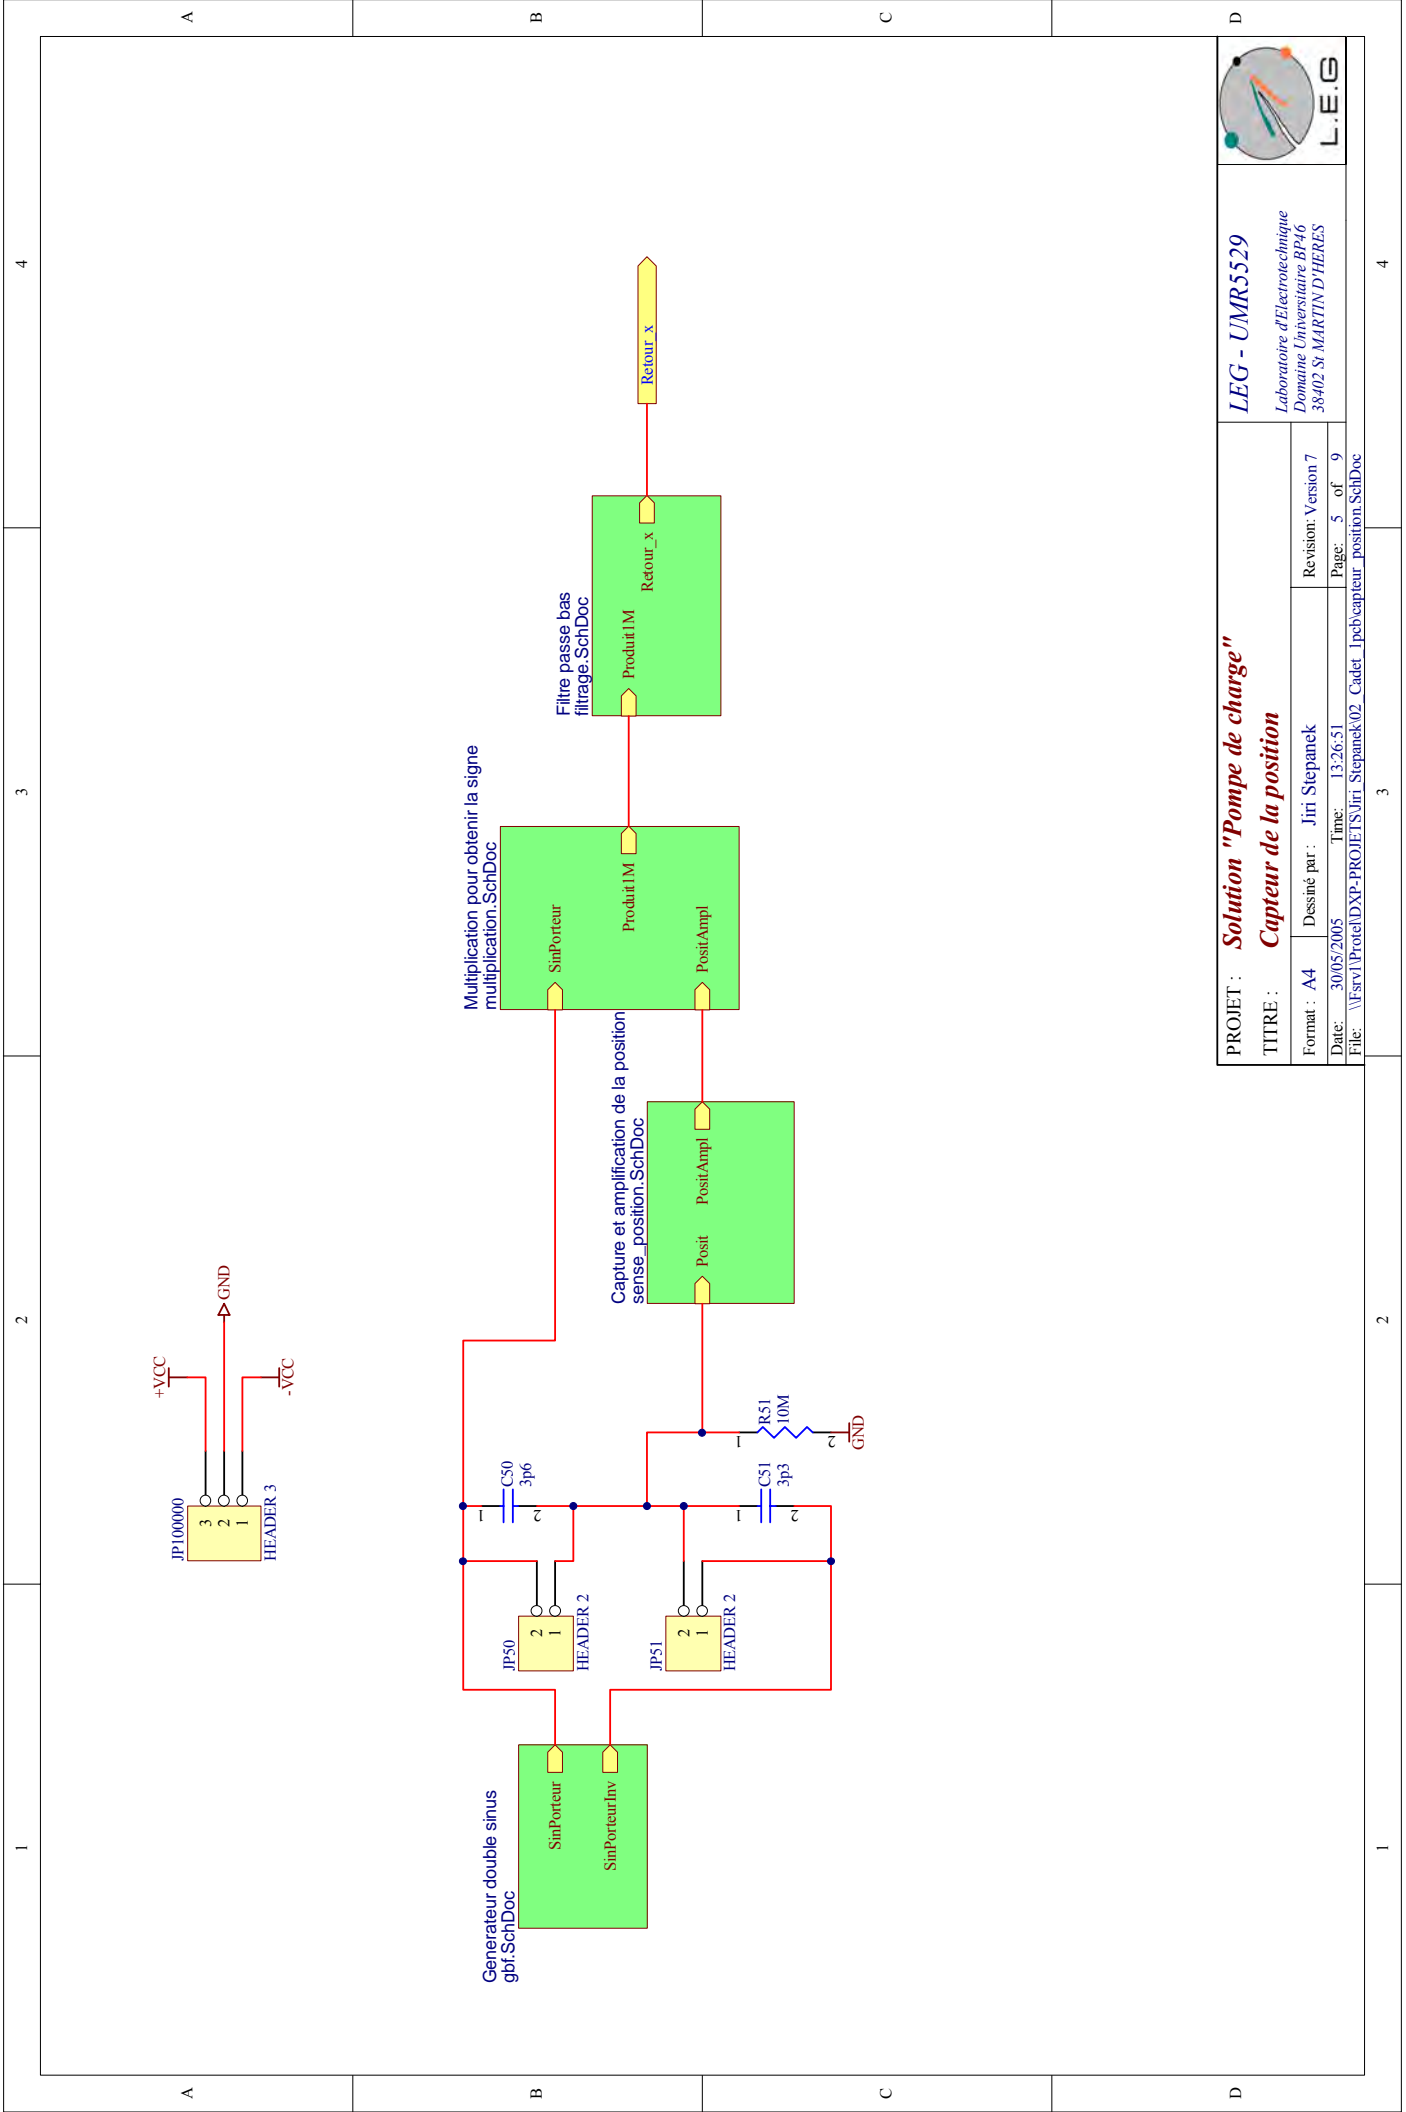 1
2
3
4
A
A
B
B
C
C
D
D
JP100000
3
2
1
HEADER 3
+VCC
GND
-VCC
Generateur double sinus
gbf.SchDoc
SinPorteur
SinPorteurInv
JP50
2
1
HEADER 2
JP51
2
1
HEADER 2
1
C50
3p6
2
1
C51
3p3
2
1
R51
10M
2
GND
Capture et amplification de la position
sense_position.SchDoc
Posit
PositAmpl
Multiplication pour obtenir la signe
multiplication.SchDoc
SinPorteur
Produit1M
PositAmpl
Filtre passe bas
filtrage.SchDoc
Produit1M
Retour_x
Retour_x
PROJET : Solution "Pompe de charge"
TITRE : Capteur de la position
Format : A4
Dessiné par : Jiri Stepanek
Revision: Version 7
Date: 30/05/2005
Time: 13:26:51
Page: 5 of 9
File: \\Fsrv1\Protel\DXP-PROJETS\Jiri_Stepanek\02_Cadet_1pcb\capteur_position.SchDoc
LEG - UMR5529
Laboratoire d'Electrotechnique
Domaine Universitaire BP46
38402 St MARTIN D'HERES
L.E.G
1
2
3
4